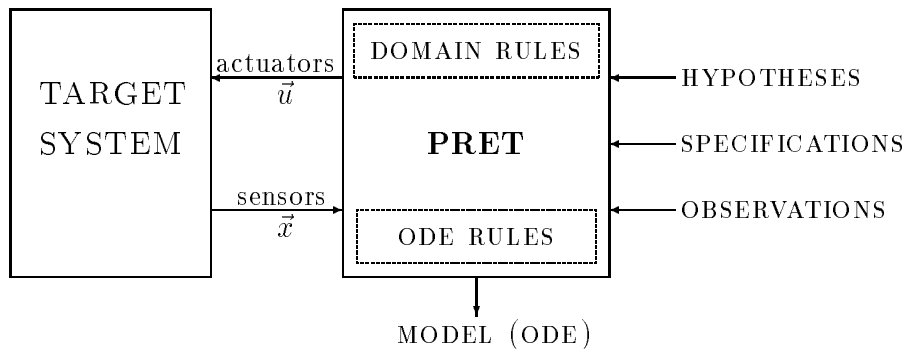 DOMAIN RULES
actuators
u⃗
HYPOTHESES
TARGET
SYSTEM
PRET
SPECIFICATIONS
sensors
x⃗
OBSERVATIONS
ODE RULES
MODEL (ODE)